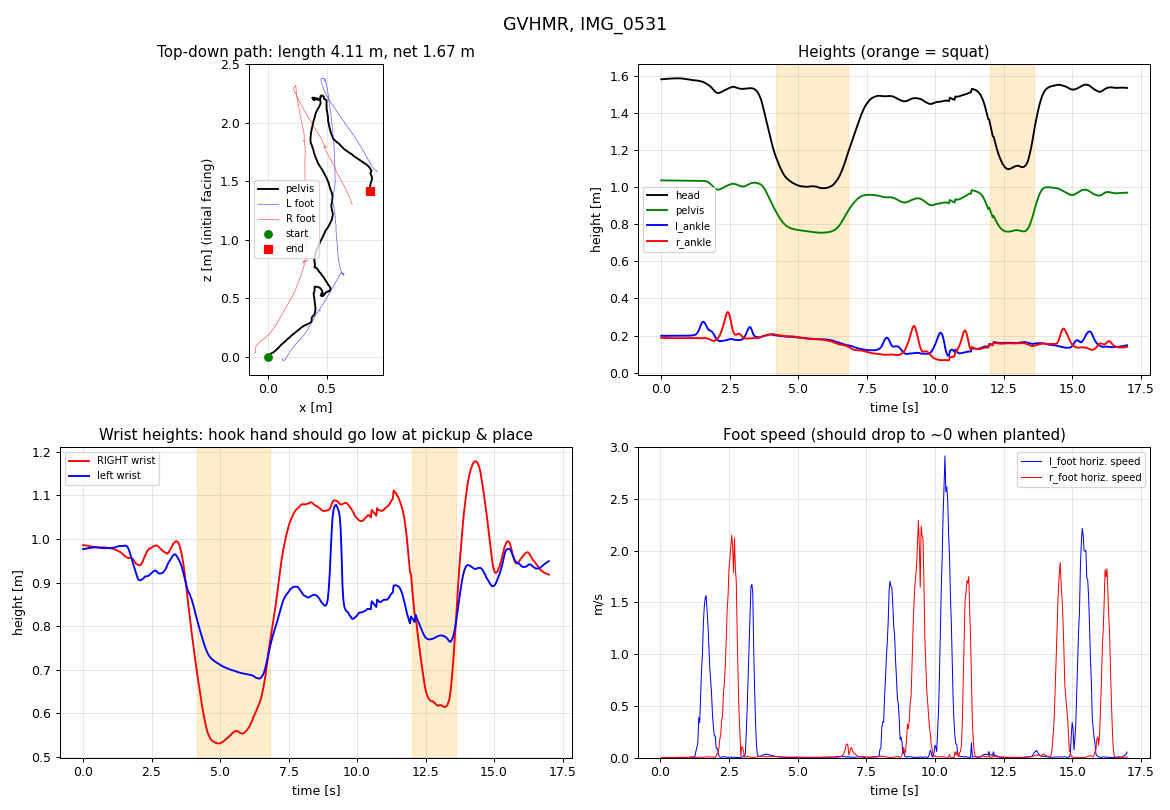 GVHMR, IMG_0531
Top-down path: length 4.11 m, net 1.67 m
2.5
2.0
1.5
1.0
0.5
0.0
0.0 0.5
z [m] (initial facing)
x [m]
pelvis
L foot
R foot
start
end
Heights (orange = squat)
1.6
1.4
1.2
1.0
0.8
0.6
0.4
0.2
0.0
0.0 2.5 5.0 7.5 10.0 12.5 15.0 17.5
height [m]
time [s]
head
pelvis
l_ankle
r_ankle
Wrist heights: hook hand should go low at pickup & place
1.2
1.1
1.0
0.9
0.8
0.7
0.6
0.5
0.0 2.5 5.0 7.5 10.0 12.5 15.0 17.5
height [m]
time [s]
RIGHT wrist
left wrist
Foot speed (should drop to ~0 when planted)
3.0
2.5
2.0
1.5
1.0
0.5
0.0
0.0 2.5 5.0 7.5 10.0 12.5 15.0 17.5
m/s
time [s]
l_foot horiz. speed
r_foot horiz. speed